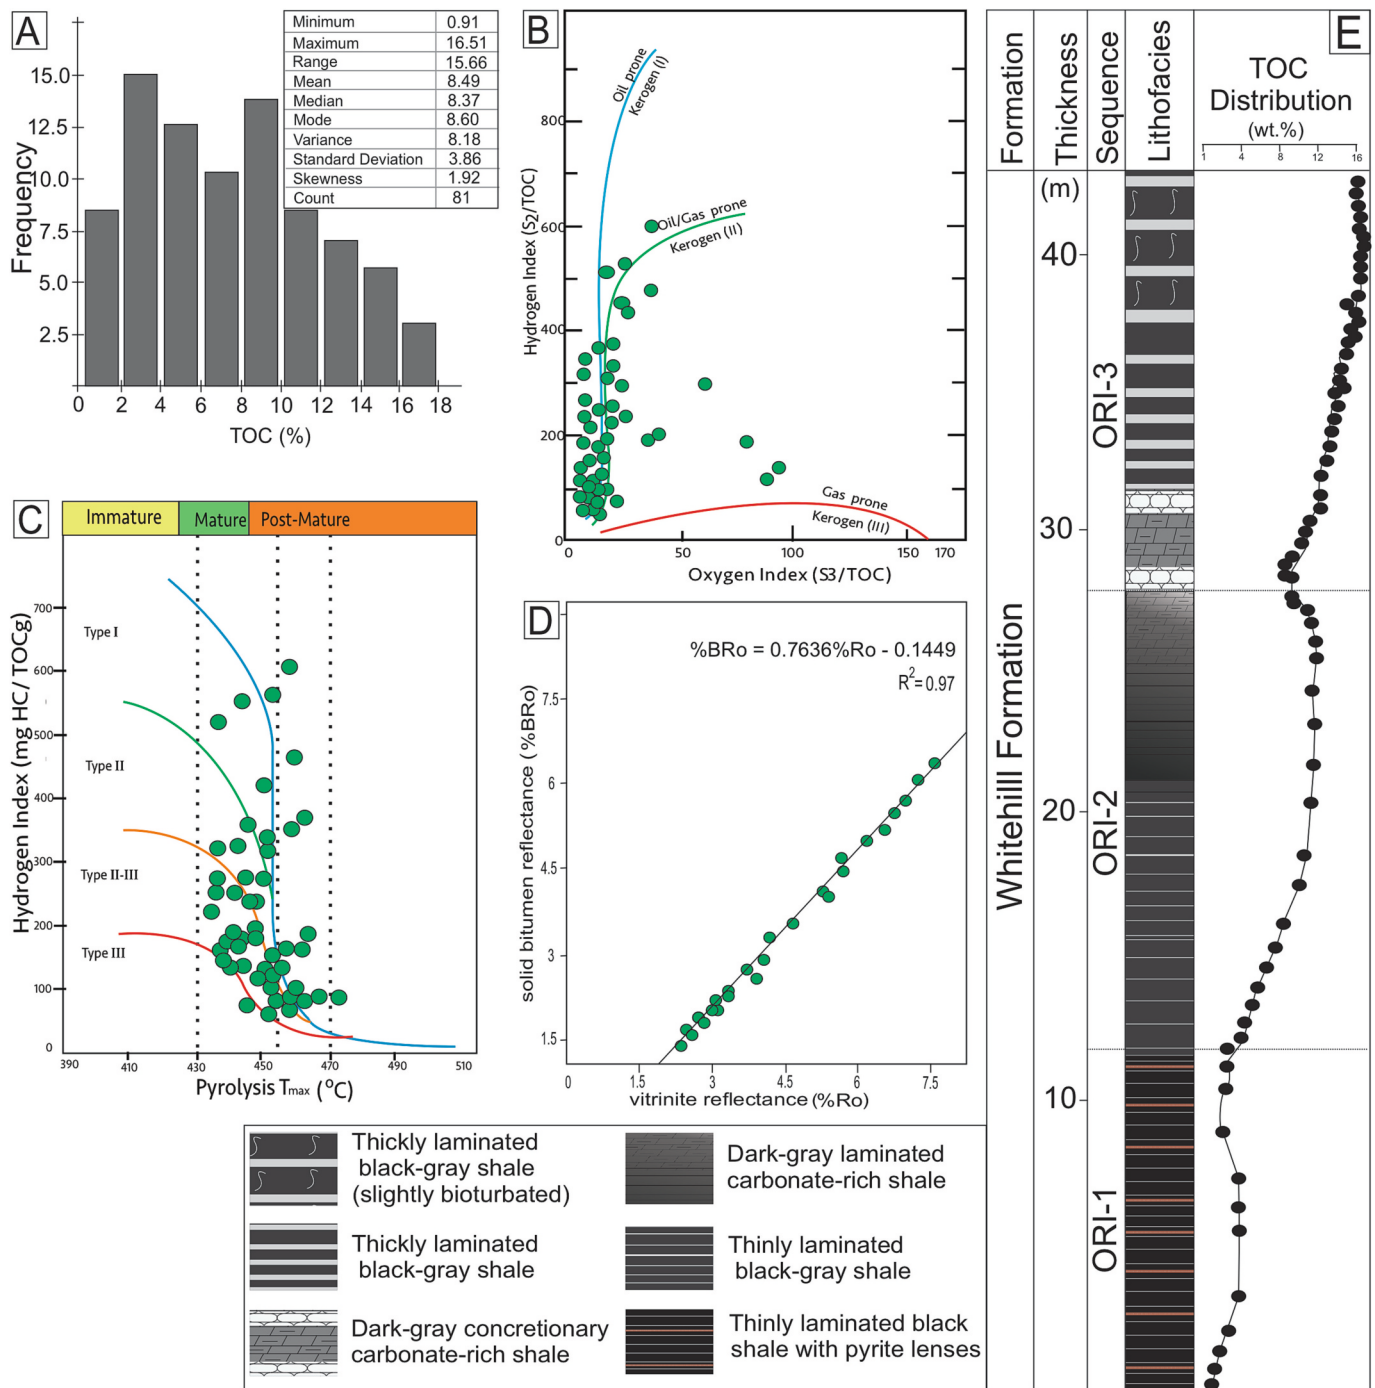 A
Minimum 0.91
Maximum 16.51
Range 15.66
Mean 8.49
Median 8.37
Mode 8.60
Variance 8.18
Standard Deviation 3.86
Skewness 1.92
Count 81
Frequency
15.0
12.5
10.0
7.5
5.0
2.5
0 2 4 6 8 10 12 14 16 18
TOC (%)
B
Hydrogen Index (S2/TOC)
800
600
400
200
0
0 50 100 150 170
Oxygen Index (S3/TOC)
Oil prone
Kerogen (I)
Oil/Gas prone
Kerogen (II)
Gas prone
Kerogen (III)
C
Immature Mature Post-Mature
Hydrogen Index (mg HC/TOCg)
700
600
500
400
300
200
100
0
Type I
Type II
Type II-III
Type III
390 410 430 450 470 490 510
Pyrolysis Tmax (°C)
D
%BRo = 0.7636%Ro - 0.1449
R2=0.97
solid bitumen reflectance (%BRo)
7.5
6
4.5
3
1.5
0 1.5 3 4.5 6 7.5
vitrinite reflectance (%Ro)
E
Formation
Thickness
Sequence
Lithofacies
TOC
Distribution
(wt.%)
1 4 8 12 16
(m)
40
30
20
10
Whitehilll Formation
ORI-3
ORI-2
ORI-1
Thickly laminated
black-gray shale
(slightly bioturbated)
Thickly laminated
black-gray shale
Dark-gray concretionary
carbonate-rich shale
Dark-gray laminated
carbonate-rich shale
Thinly laminated
black-gray shale
Thinly laminated black
shale with pyrite lenses